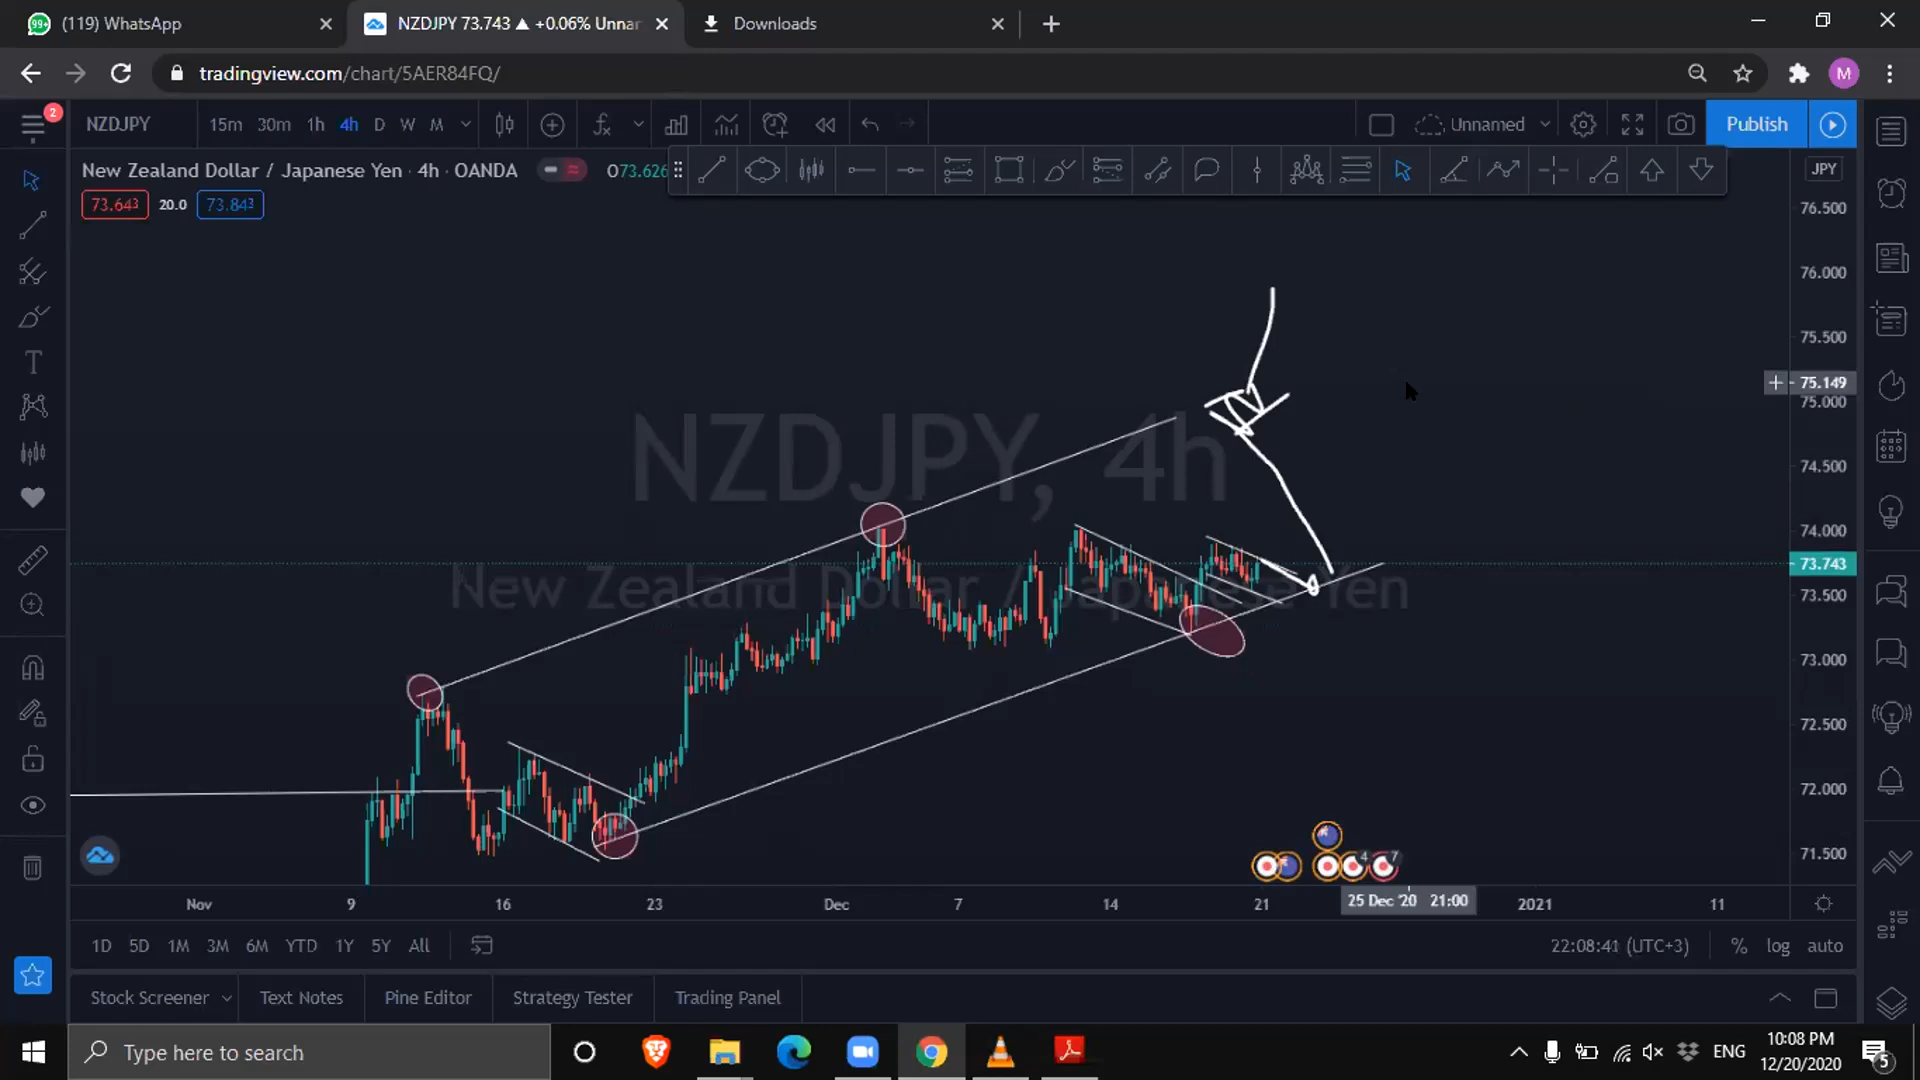 (119) WhatsApp
NZDJPY 73.743 ▲ +0.06% Unnar
Downloads
tradingview.com/chart/5AER84FQ/
M
2
NZDJPY 15m 30m 1h 4h D W M
Unnamed
Publish
New Zealand Dollar / Japanese Yen · 4h · OANDA
O73.626
JPY
73.643 20.0 73.843
76.500
76.000
75.500
75.149
75.000
74.500
74.000
73.743
73.500
73.000
72.500
72.000
71.500
NZDJPY, 4h
New Zealand Dollar / Japanese Yen
4 7
Nov 9 16 23 Dec 7 14 21 25 Dec '20 21:00 2021 11
1D 5D 1M 3M 6M YTD 1Y 5Y All
22:08:41 (UTC+3) % log auto
Stock Screener Text Notes Pine Editor Strategy Tester Trading Panel
Type here to search
ENG
10:08 PM
12/20/2020
5